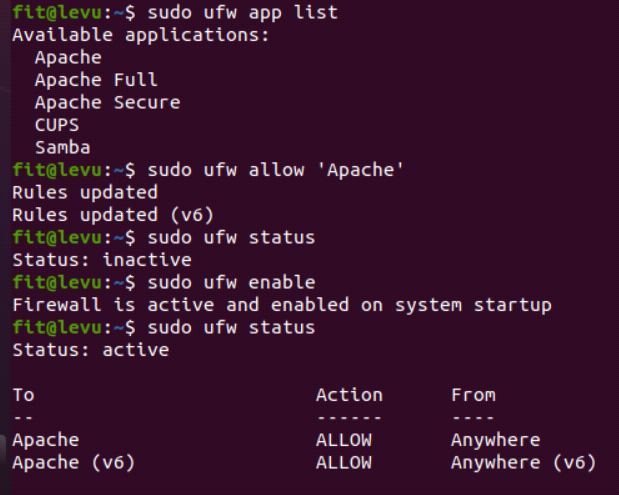 fit@levu:~$ sudo ufw app list
Available applications:
  Apache
  Apache Full
  Apache Secure
  CUPS
  Samba
fit@levu:~$ sudo ufw allow 'Apache'
Rules updated
Rules updated (v6)
fit@levu:~$ sudo ufw status
Status: inactive
fit@levu:~$ sudo ufw enable
Firewall is active and enabled on system startup
fit@levu:~$ sudo ufw status
Status: active

To                         Action      From
--                         ------      ----
Apache                     ALLOW       Anywhere
Apache (v6)                ALLOW       Anywhere (v6)